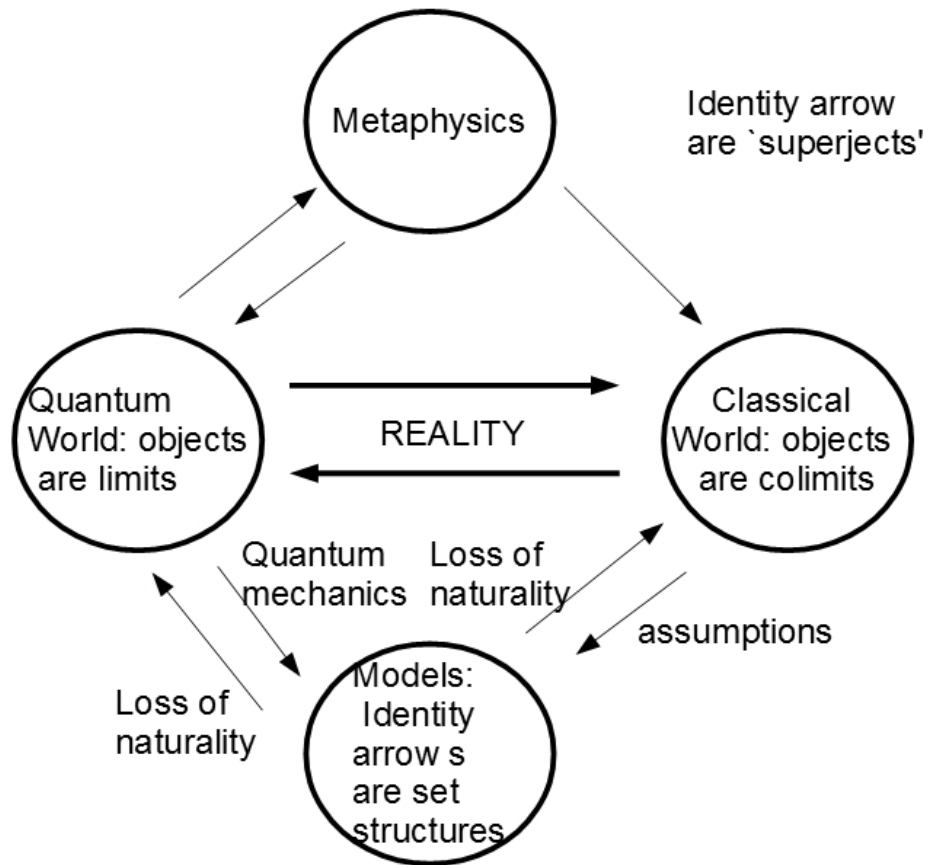 Metaphysics
Identity arrow
are `superjects'
Quantum
World: objects
are limits
REALITY
Classical
World: objects
are colimits
Quantum
mechanics
Loss of
naturality
assumptions
Loss of
naturality
Models:
Identity
arrow s
are set
structures